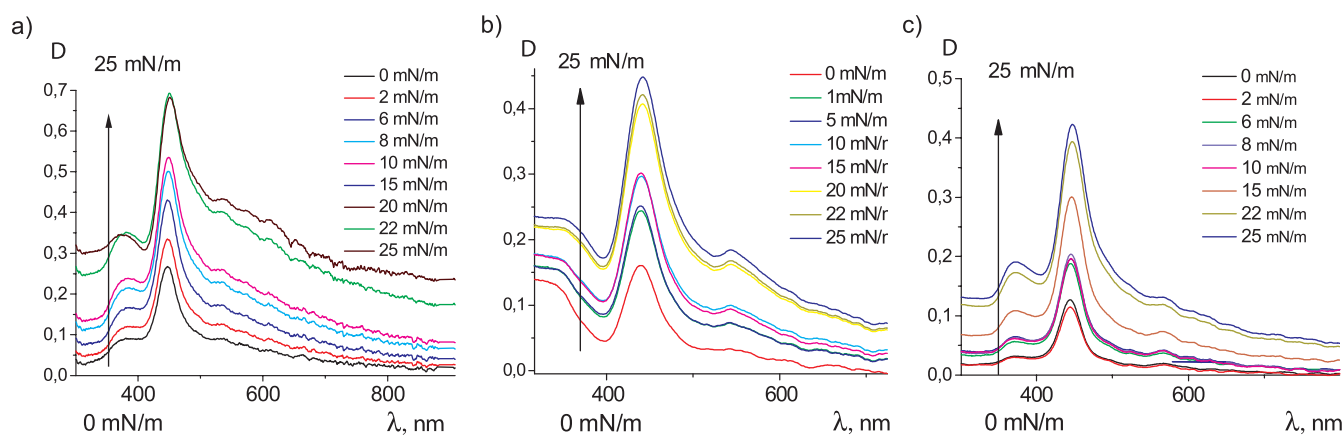 a)
D
25 mN/m
0,7
0,6
0,5
0,4
0,3
0,2
0,1
0,0
400
600
800
0 mN/m
λ, nm
0 mN/m
2 mN/m
6 mN/m
8 mN/m
10 mN/m
15 mN/m
20 mN/m
22 mN/m
25 mN/m
b)
D
25 mN/m
0,4
0,3
0,2
0,1
0,0
400
600
0 mN/m
λ, nm
0 mN/m
1mN/m
5 mN/m
10 mN/r
15 mN/r
20 mN/r
22 mN/r
25 mN/r
c)
D
25 mN/m
0,5
0,4
0,3
0,2
0,1
0,0
400
600
0 mN/m
λ, nm
0 mN/m
2 mN/m
6 mN/m
8 mN/m
10 mN/m
15 mN/m
22 mN/m
25 mN/m